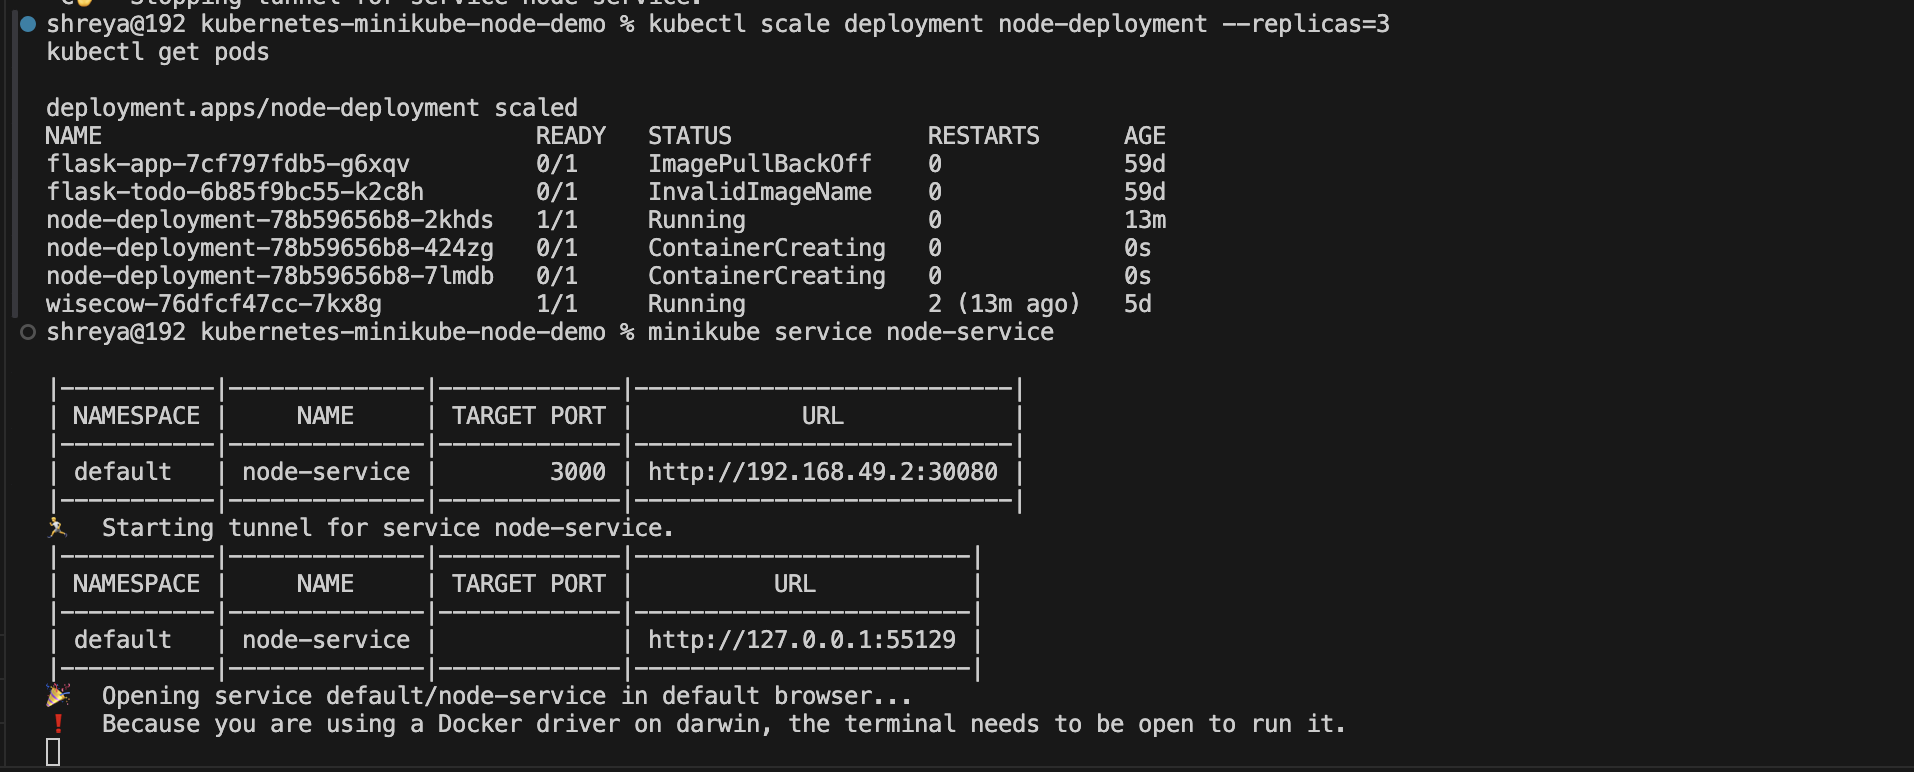 Stopping tunnel for service node-service.
shreya@192 kubernetes-minikube-node-demo % kubectl scale deployment node-deployment --replicas=3
kubectl get pods
deployment.apps/node-deployment scaled
NAME READY STATUS RESTARTS AGE
flask-app-7cf797fdb5-g6xqv 0/1 ImagePullBackOff 0 59d
flask-todo-6b85f9bc55-k2c8h 0/1 InvalidImageName 0 59d
node-deployment-78b59656b8-2khds 1/1 Running 0 13m
node-deployment-78b59656b8-424zg 0/1 ContainerCreating 0 0s
node-deployment-78b59656b8-7lmdb 0/1 ContainerCreating 0 0s
wisecow-76dfcf47cc-7kx8g 1/1 Running 2 (13m ago) 5d
shreya@192 kubernetes-minikube-node-demo % minikube service node-service
|-----------|--------------|-------------|---------------------------|
| NAMESPACE | NAME | TARGET PORT | URL |
|-----------|--------------|-------------|---------------------------|
| default | node-service | 3000 | http://192.168.49.2:30080 |
|-----------|--------------|-------------|---------------------------|
🏃 Starting tunnel for service node-service.
|-----------|--------------|-------------|------------------------|
| NAMESPACE | NAME | TARGET PORT | URL |
|-----------|--------------|-------------|------------------------|
| default | node-service | | http://127.0.0.1:55129 |
|-----------|--------------|-------------|------------------------|
🎉 Opening service default/node-service in default browser...
❗ Because you are using a Docker driver on darwin, the terminal needs to be open to run it.